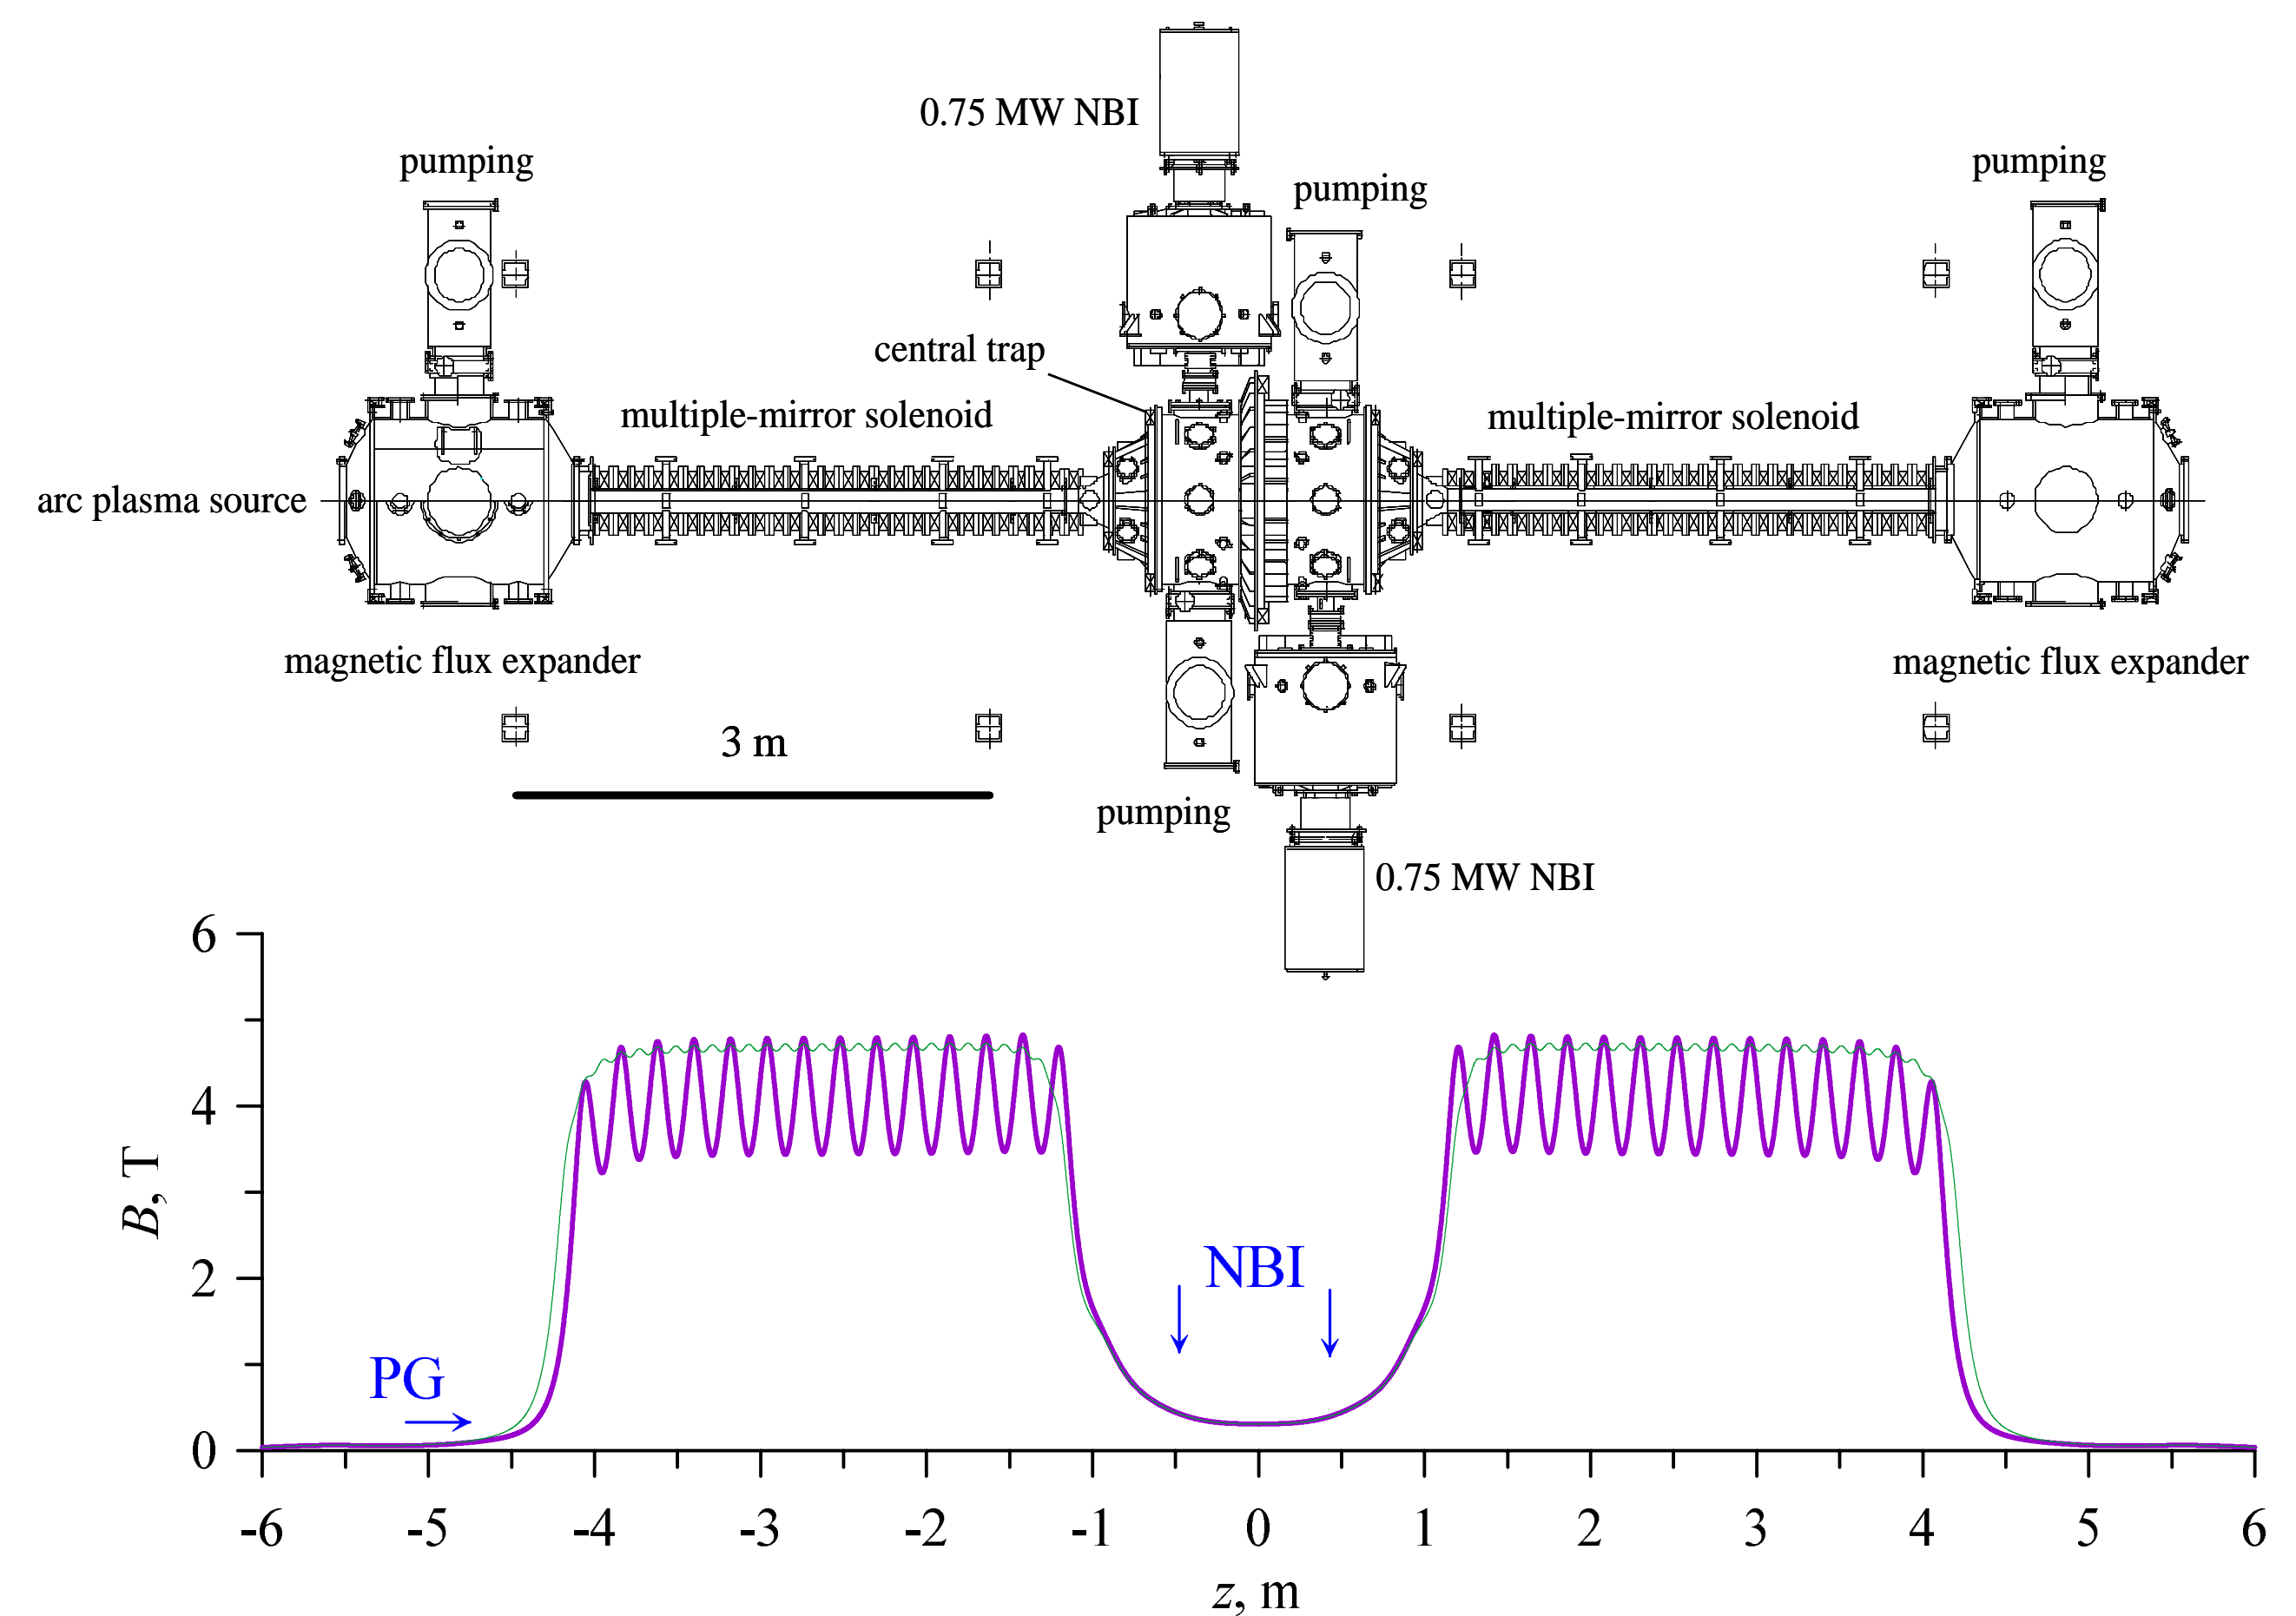 0.75 MW NBI
pumping
pumping
pumping
central trap
multiple-mirror solenoid
multiple-mirror solenoid
arc plasma source
magnetic flux expander
magnetic flux expander
3 m
pumping
0.75 MW NBI
6
4
2
0
B, T
NBI
PG
-6 -5 -4 -3 -2 -1 0 1 2 3 4 5 6
z, m